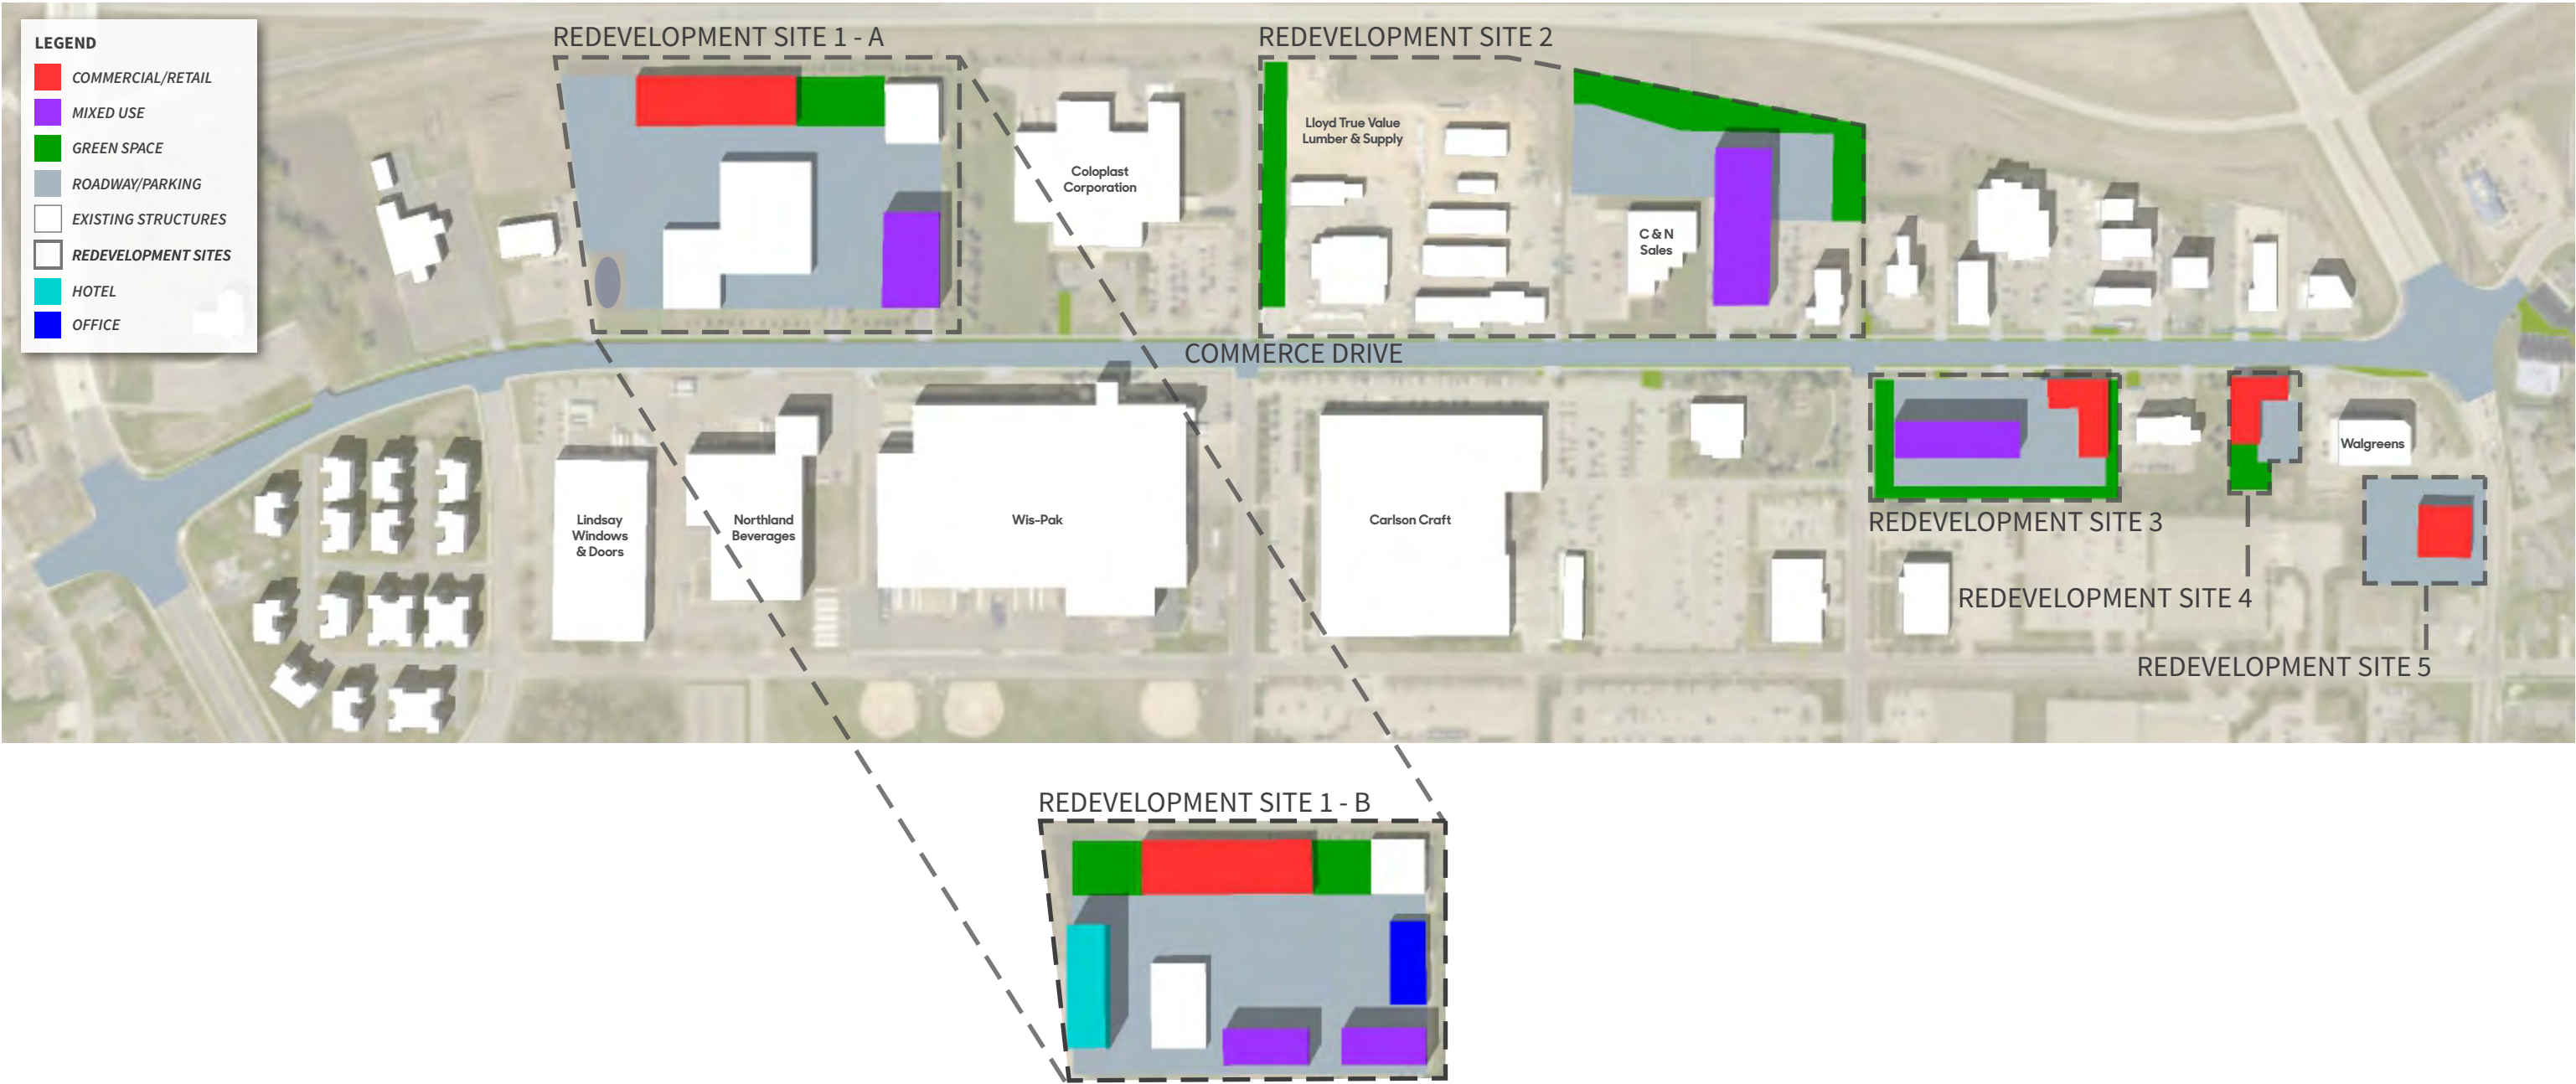 LEGEND
COMMERCIAL/RETAIL
MIXED USE
GREEN SPACE
ROADWAY/PARKING
EXISTING STRUCTURES
REDEVELOPMENT SITES
HOTEL
OFFICE
REDEVELOPMENT SITE 1 - A
REDEVELOPMENT SITE 2
Lloyd True Value
Lumber & Supply
Coloplast
Corporation
C & N
Sales
COMMERCE DRIVE
Walgreens
Lindsay
Windows
& Doors
Northland
Beverages
Wis-Pak
Carlson Craft
REDEVELOPMENT SITE 3
REDEVELOPMENT SITE 4
REDEVELOPMENT SITE 5
REDEVELOPMENT SITE 1 - B